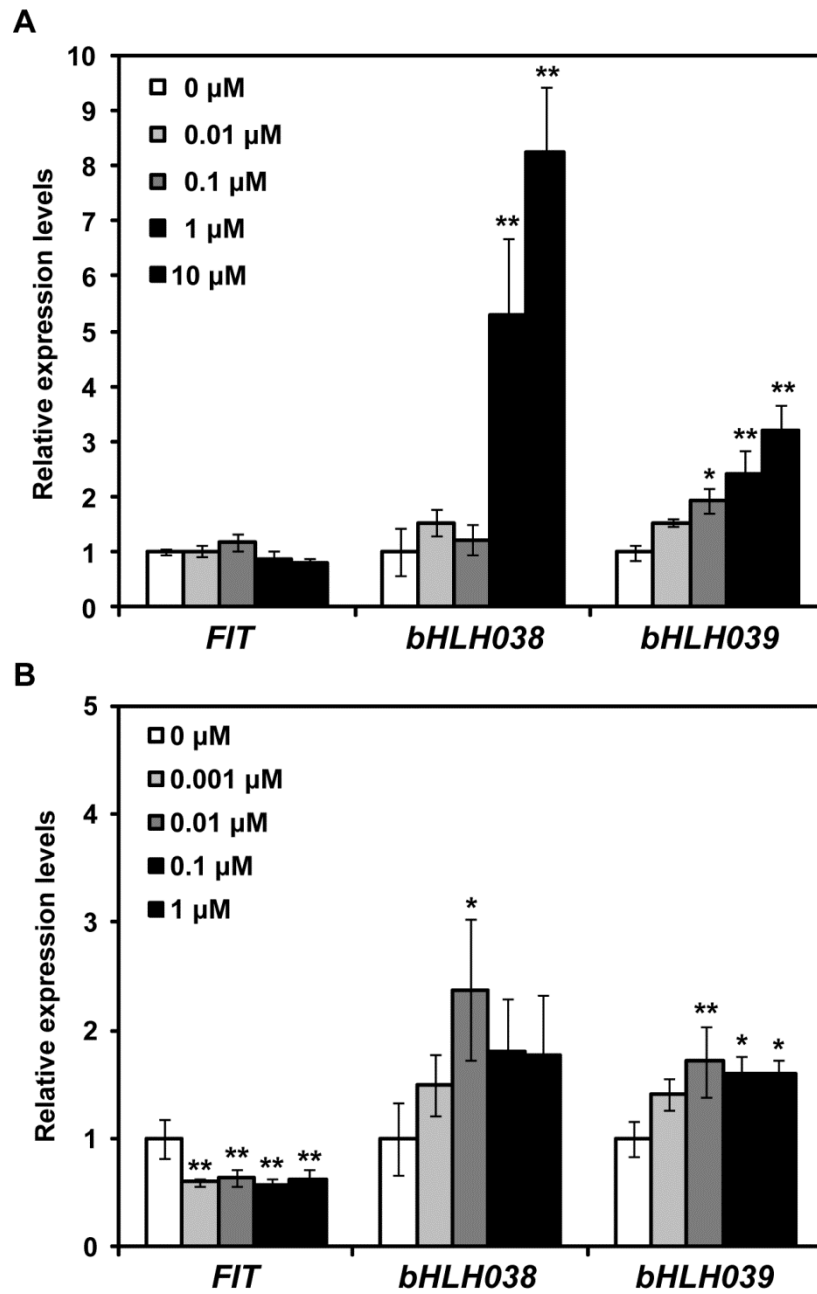 A
10
9
8
7
6
5
4
3
2
1
0
Relative expression levels
0 µM
0.01 µM
0.1 µM
1 µM
10 µM
**
**
*
**
**
FIT bHLH038 bHLH039
B
5
4
3
2
1
0
Relative expression levels
0 µM
0.001 µM
0.01 µM
0.1 µM
1 µM
** ** ** **
*
** * *
FIT bHLH038 bHLH039